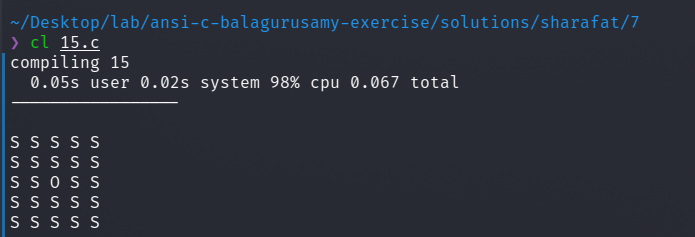 ~/Desktop/lab/ansi-c-balagurusamy-exercise/solutions/sharafat/7
❯ cl 15.c
compiling 15
  0.05s user 0.02s system 98% cpu 0.067 total
—————————————————
S S S S S
S S S S S
S S O S S
S S S S S
S S S S S